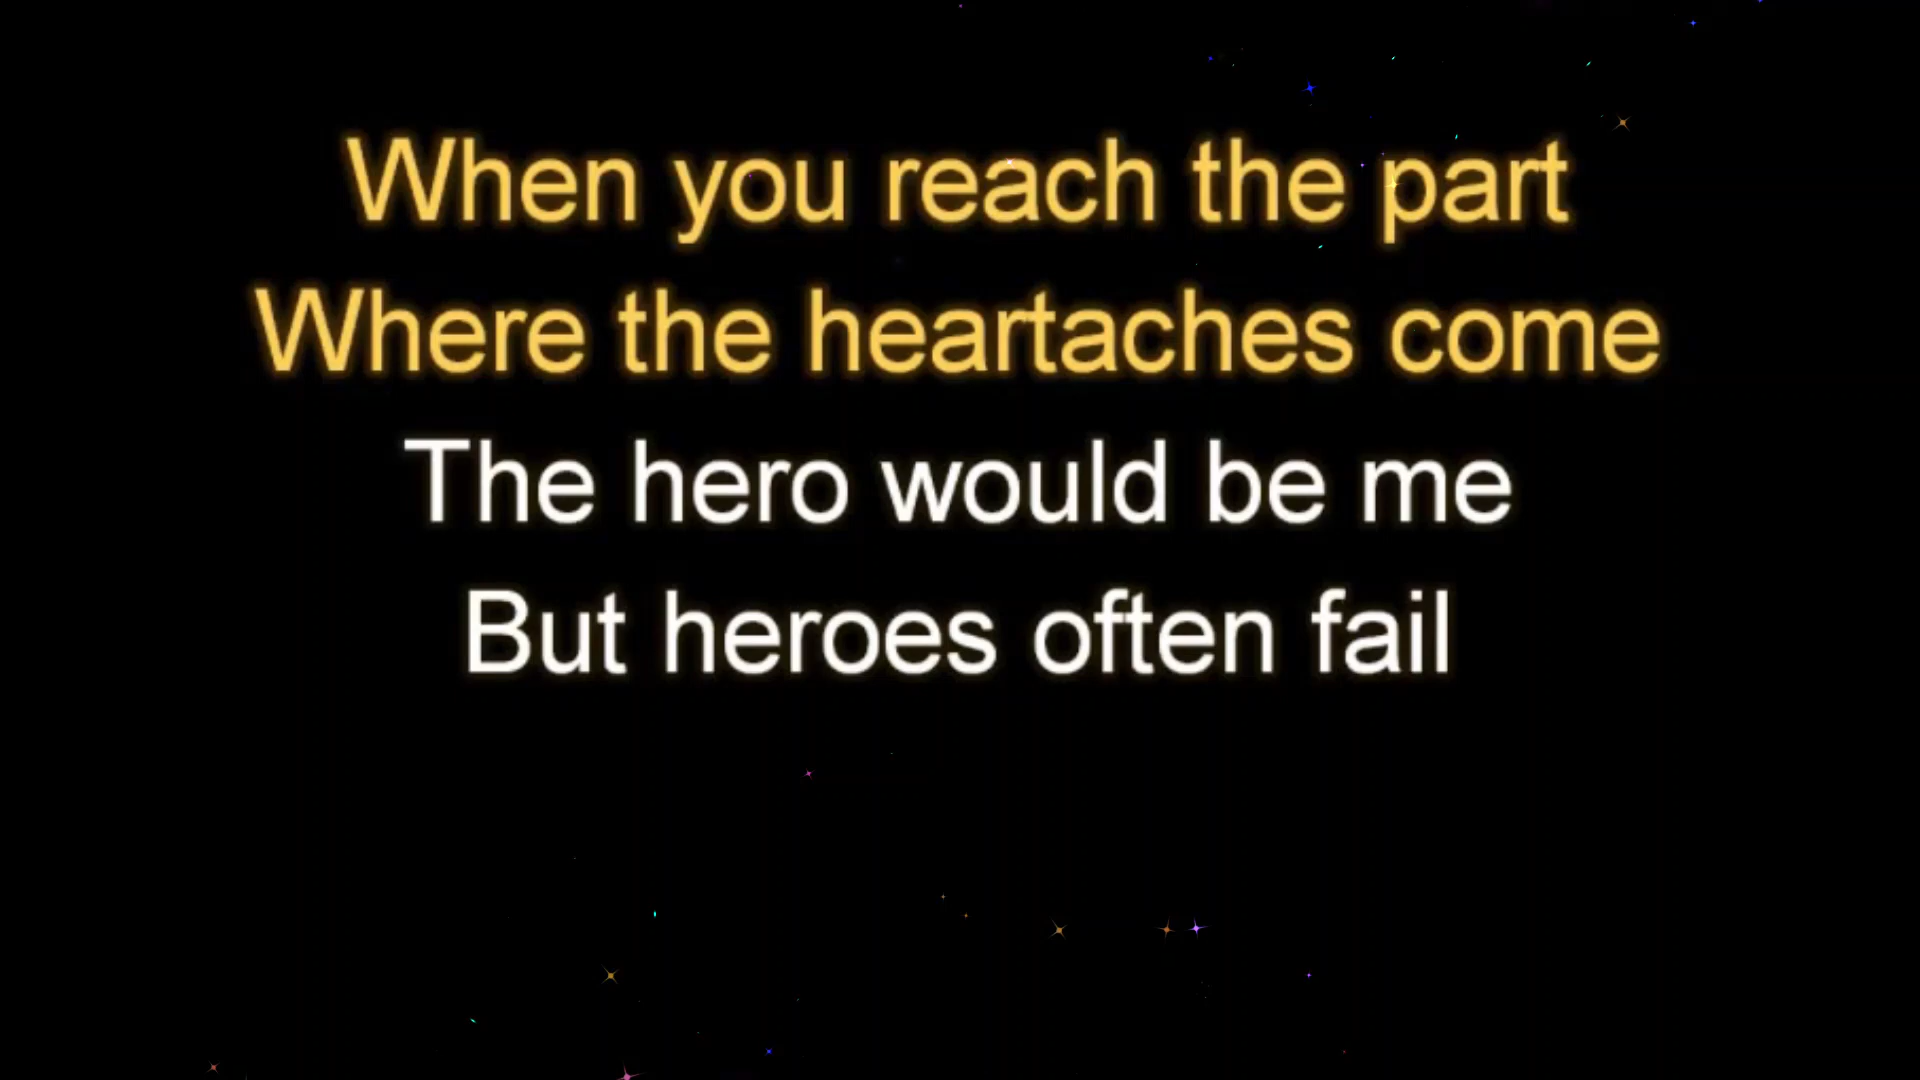 When you reach the part
Where the heartaches come
The hero would be me
But heroes often fail